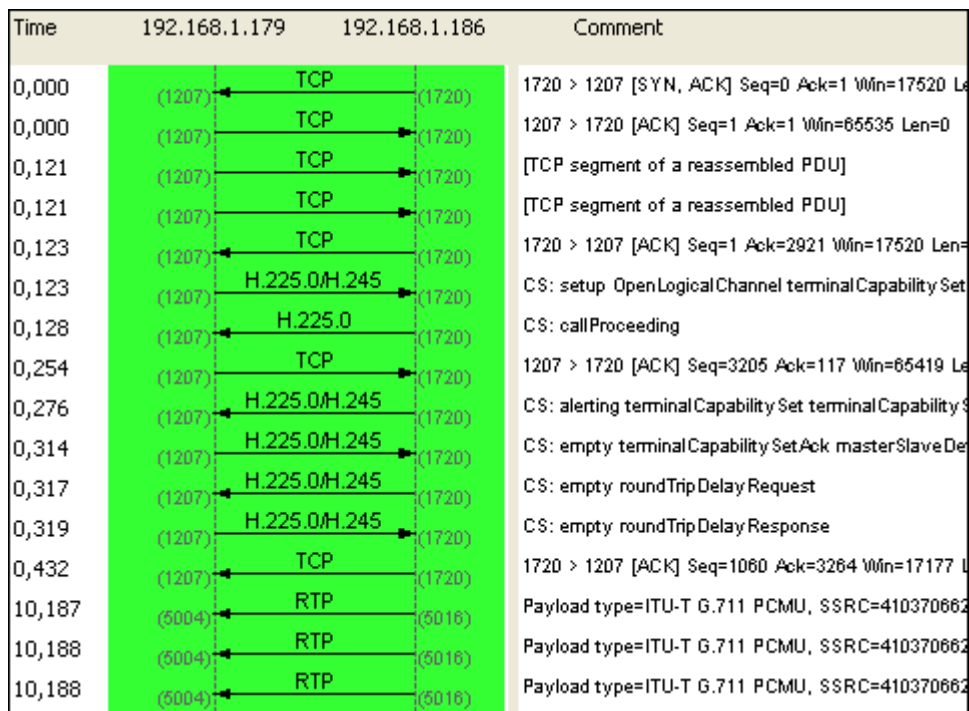 Time 192.168.1.179 192.168.1.186 Comment
0,000 (1207) TCP (1720) 1720 > 1207 [SYN, ACK] Seq=0 Ack=1 Win=17520 Le
0,000 (1207) TCP (1720) 1207 > 1720 [ACK] Seq=1 Ack=1 Win=65535 Len=0
0,121 (1207) TCP (1720) [TCP segment of a reassembled PDU]
0,121 (1207) TCP (1720) [TCP segment of a reassembled PDU]
0,123 (1207) TCP (1720) 1720 > 1207 [ACK] Seq=1 Ack=2921 Win=17520 Len=
0,123 (1207) H.225.0/H.245 (1720) CS: setup OpenLogicalChannel terminalCapabilitySet
0,128 (1207) H.225.0 (1720) CS: callProceeding
0,254 (1207) TCP (1720) 1207 > 1720 [ACK] Seq=3205 Ack=117 Win=65419 Le
0,276 (1207) H.225.0/H.245 (1720) CS: alerting terminalCapabilitySet terminalCapabilityS
0,314 (1207) H.225.0/H.245 (1720) CS: empty terminalCapabilitySetAck masterSlaveDe
0,317 (1207) H.225.0/H.245 (1720) CS: empty roundTripDelayRequest
0,319 (1207) H.225.0/H.245 (1720) CS: empty roundTripDelayResponse
0,432 (1207) TCP (1720) 1720 > 1207 [ACK] Seq=1060 Ack=3264 Win=17177 L
10,187 (5004) RTP (5016) Payload type=ITU-T G.711 PCMU, SSRC=410370662
10,188 (5004) RTP (5016) Payload type=ITU-T G.711 PCMU, SSRC=410370662
10,188 (5004) RTP (5016) Payload type=ITU-T G.711 PCMU, SSRC=410370662